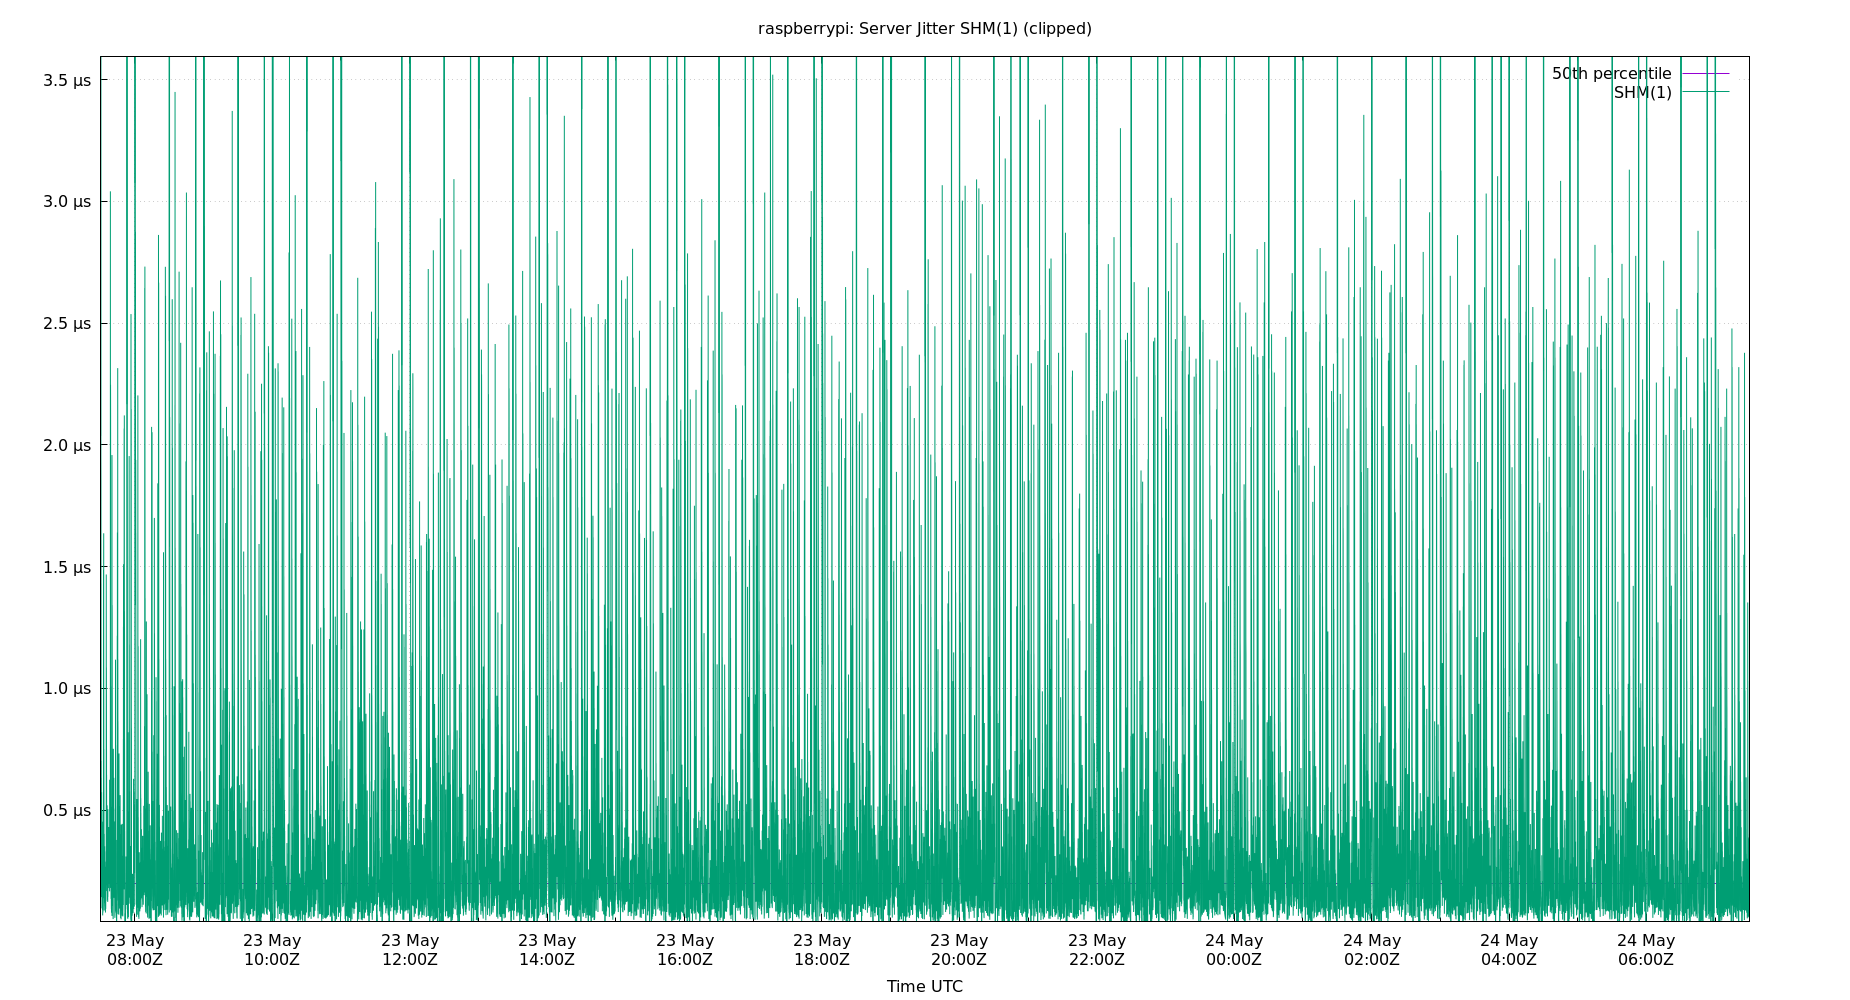 raspberrypi: Server Jitter SHM(1) (clipped)
50th percentile
SHM(1)
3.5 µs
3.0 µs
2.5 µs
2.0 µs
1.5 µs
1.0 µs
0.5 µs
23 May 23 May 23 May 23 May 23 May 23 May 23 May 23 May 24 May 24 May 24 May 24 May
08:00Z 10:00Z 12:00Z 14:00Z 16:00Z 18:00Z 20:00Z 22:00Z 00:00Z 02:00Z 04:00Z 06:00Z
Time UTC